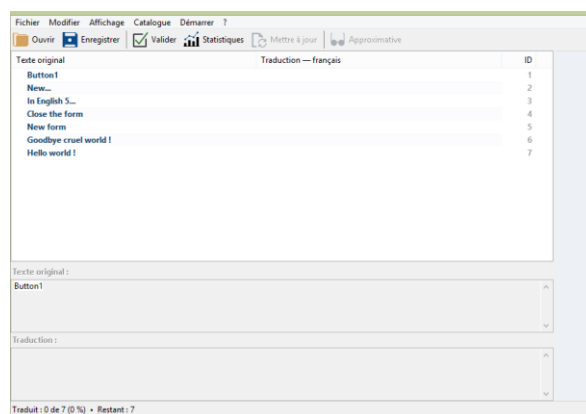 Fichier Modifier Affichage Catalogue Démarrer ?
Ouvrir Enregistrer Valider Statistiques Mettre à jour Approximative
Texte original Traduction — français ID
Button1 1
New... 2
In English 5... 3
Close the form 4
New form 5
Goodbye cruel world ! 6
Hello world ! 7
Texte original :
Button1
Traduction :
Traduit : 0 de 7 (0 %) • Restant : 7